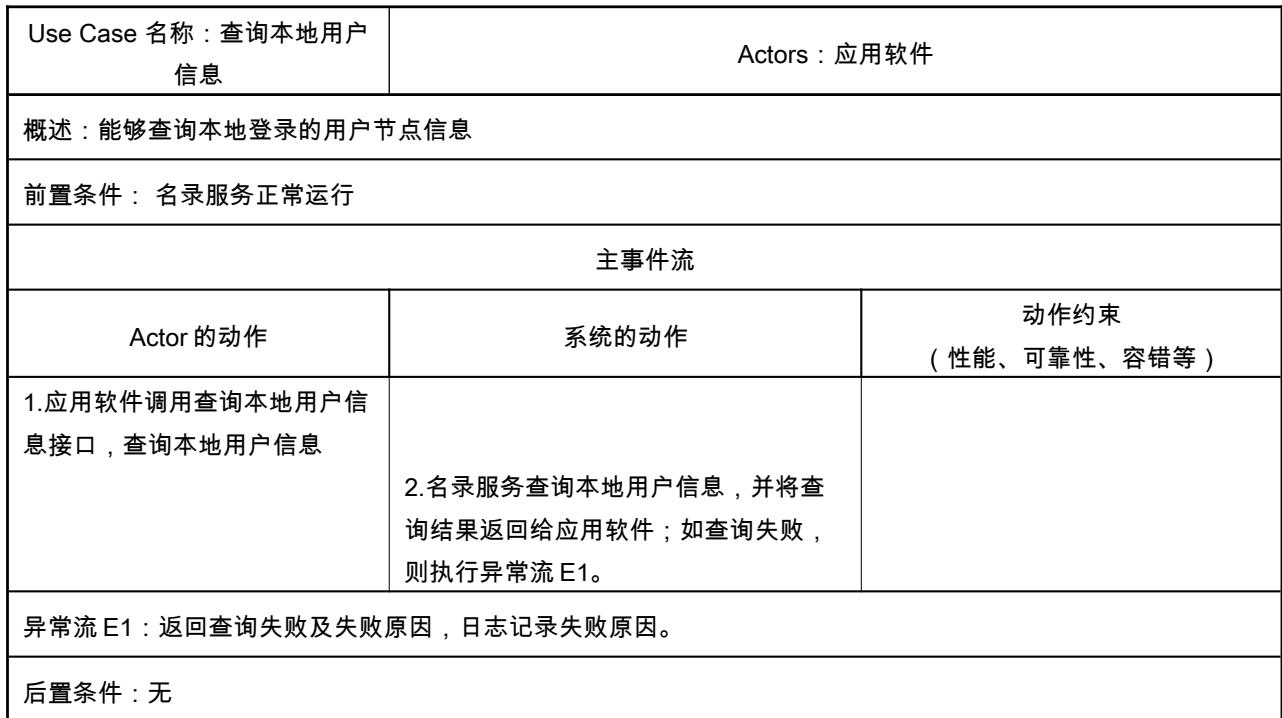 Use Case 名称：查询本地用户
信息
Actors：应用软件
概述：能够查询本地登录的用户节点信息
前置条件： 名录服务正常运行
主事件流
Actor 的动作
系统的动作
动作约束
（性能、可靠性、容错等）
1.应用软件调用查询本地用户信
息接口，查询本地用户信息
2.名录服务查询本地用户信息，并将查
询结果返回给应用软件；如查询失败，
则执行异常流 E1。
异常流 E1：返回查询失败及失败原因，日志记录失败原因。
后置条件：无